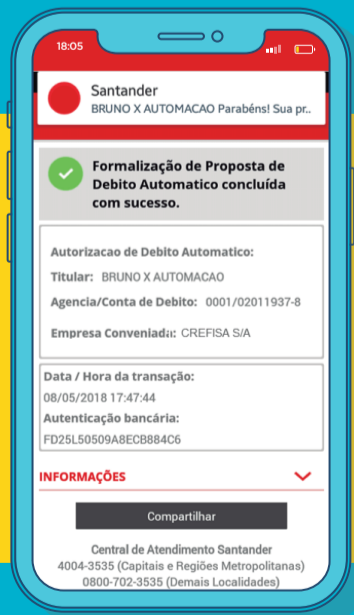 18:05
Santander
BRUNO X AUTOMACAO Parabéns! Sua pr..
Formalização de Proposta de
Debito Automatico concluída
com sucesso.
Autorizacao de Debito Automatico:
Titular: BRUNO X AUTOMACAO
Agencia/Conta de Debito: 0001/02011937-8
Empresa Conveniada: CREFISA S/A
Data / Hora da transação:
08/05/2018 17:47:44
Autenticação bancária:
FD25L50509A8ECB884C6
INFORMAÇÕES
Compartilhar
Central de Atendimento Santander
4004-3535 (Capitais e Regiões Metropolitanas)
0800-702-3535 (Demais Localidades)